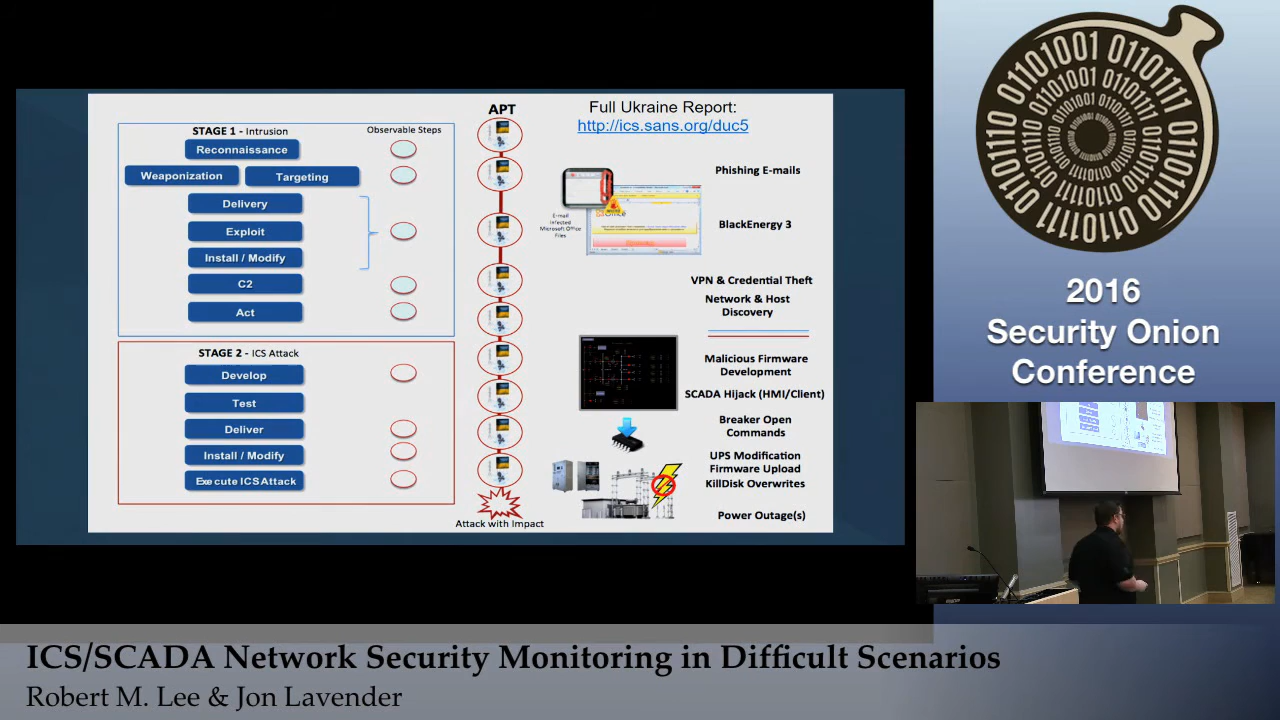 APT
Full Ukraine Report:
http://ics.sans.org/duc5
STAGE 1 - Intrusion
Observable Steps
Reconnaissance
Weaponization
Targeting
Delivery
Exploit
Install / Modify
C2
Act
STAGE 2 - ICS Attack
Develop
Test
Deliver
Install / Modify
Execute ICS Attack
Attack with Impact
E-mail
Infected
Microsoft Office
Files
Office
Phishing E-mails
BlackEnergy 3
VPN & Credential Theft
Network & Host
Discovery
Malicious Firmware
Development
SCADA Hijack (HMI/Client)
Breaker Open
Commands
UPS Modification
Firmware Upload
KillDisk Overwrites
Power Outage(s)
2016
Security Onion
Conference
ICS/SCADA Network Security Monitoring in Difficult Scenarios
Robert M. Lee & Jon Lavender